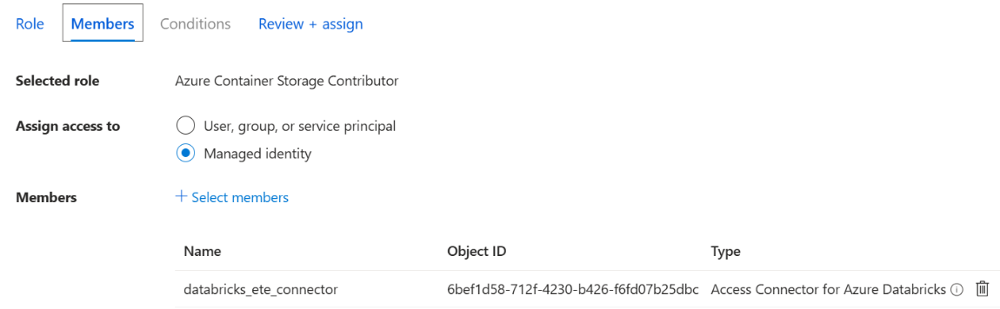 Role Members Conditions Review + assign
Selected role Azure Container Storage Contributor
Assign access to User, group, or service principal
Managed identity
Members + Select members
Name Object ID Type
databricks_ete_connector 6bef1d58-712f-4230-b426-f6fd07b25dbc Access Connector for Azure Databricks